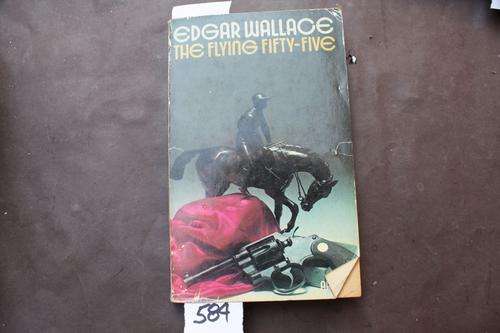 EDGAR WALLACE
THE FLYING FIFTY-FIVE
584